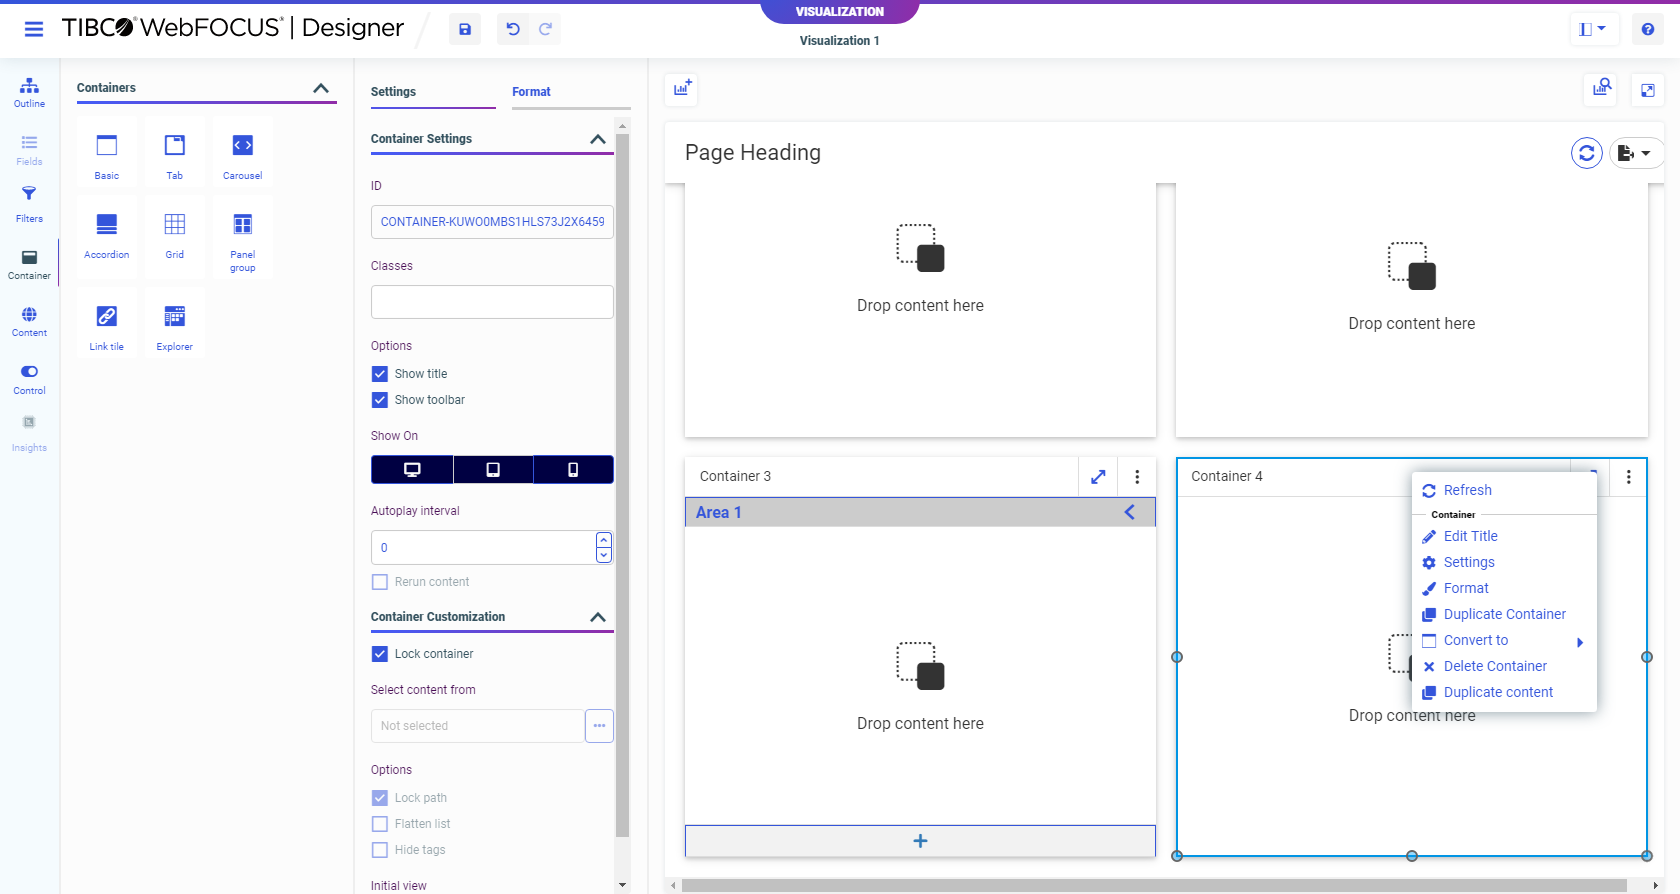 TIBCO® WebFOCUS® | Designer
VISUALIZATION
Visualization 1
Outline
Fields
Filters
Container
Content
Control
Insights
Containers
Basic
Tab
Carousel
Accordion
Grid
Panel
group
Link tile
Explorer
Settings
Format
Container Settings
ID
CONTAINER-KUWO0MBS1HLS73J2X6459
Classes
Options
Show title
Show toolbar
Show On
Autoplay interval
0
Rerun content
Container Customization
Lock container
Select content from
Not selected
Options
Lock path
Flatten list
Hide tags
Initial view
Page Heading
Drop content here
Drop content here
Container 3
Area 1
Drop content here
Container 4
Refresh
Container
Edit Title
Settings
Format
Duplicate Container
Convert to
Delete Container
Duplicate content
Drop content here